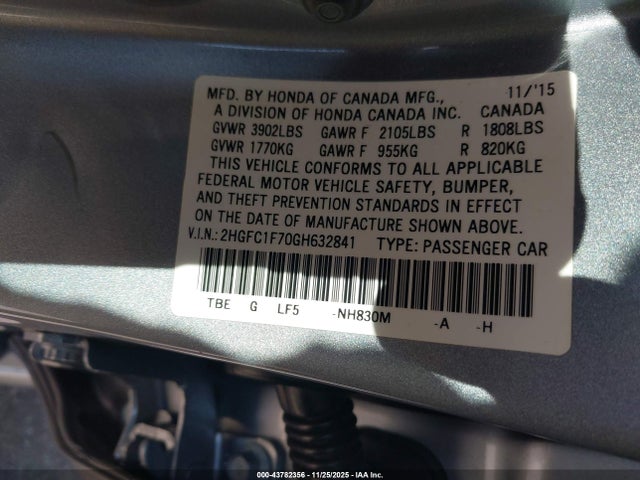 MFD. BY HONDA OF CANADA MFG., 11/'15
A DIVISION OF HONDA CANADA INC. CANADA
GVWR 3902LBS GAWR F 2105LBS R 1808LBS
GVWR 1770KG GAWR F 955KG R 820KG
THIS VEHICLE CONFORMS TO ALL APPLICABLE
FEDERAL MOTOR VEHICLE SAFETY, BUMPER,
AND THEFT PREVENTION STANDARDS IN EFFECT
ON THE DATE OF MANUFACTURE SHOWN ABOVE.
V.I.N.:2HGFC1F70GH632841 TYPE: PASSENGER CAR
TBE G LF5 -NH830M -A -H
000-43782356 - 11/25/2025 - IAA Inc.